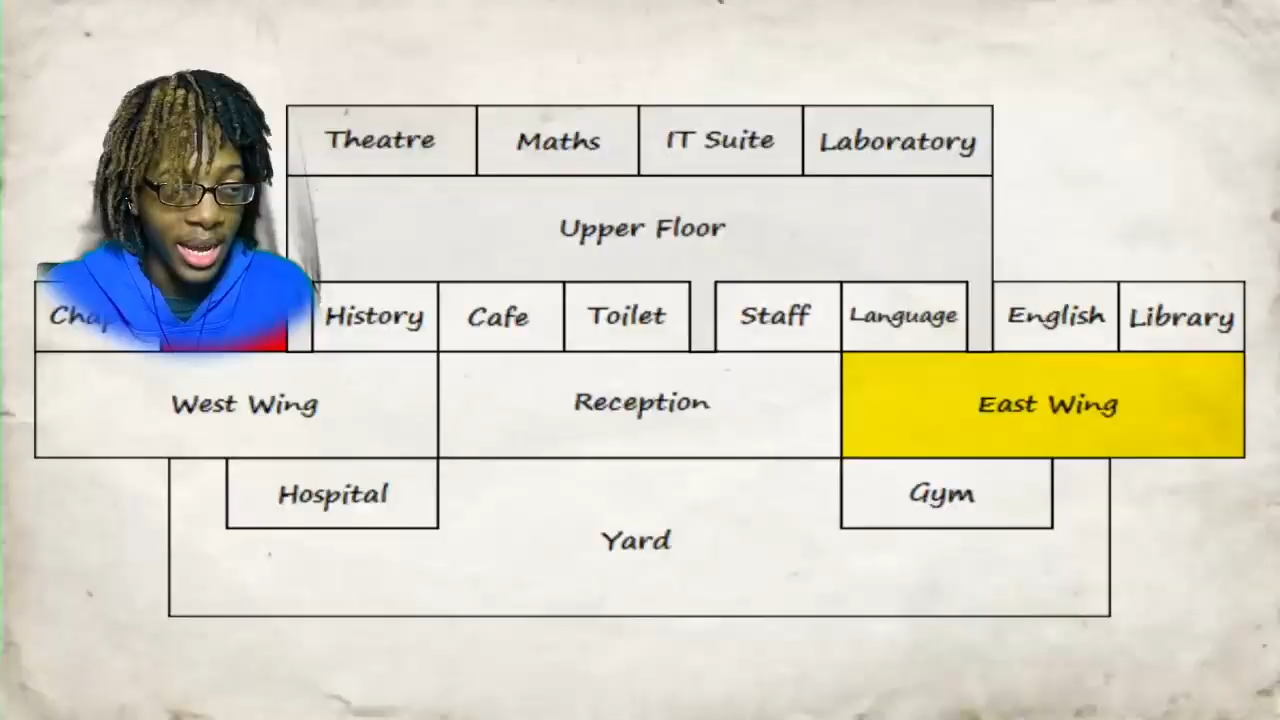 Theatre Maths IT Suite Laboratory
Upper Floor
History Cafe Toilet Staff Language English Library
West Wing Reception East Wing
Hospital Gym
Yard